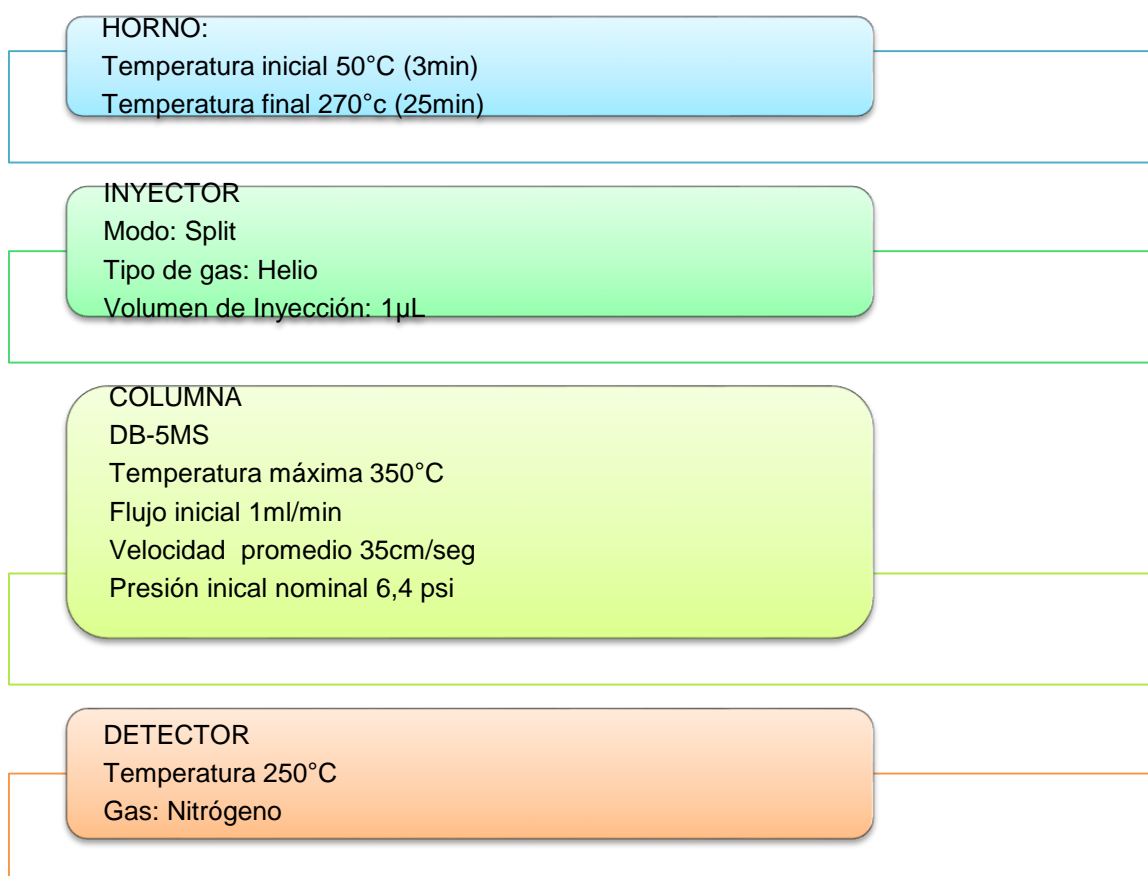 HORNO:
Temperatura inicial 50°C (3min)
Temperatura final 270°c (25min)
INYECTOR
Modo: Split
Tipo de gas: Helio
Volumen de Inyección: 1µL
COLUMNA
DB-5MS
Temperatura máxima 350°C
Flujo inicial 1ml/min
Velocidad  promedio 35cm/seg
Presión inical nominal 6,4 psi
DETECTOR
Temperatura 250°C
Gas: Nitrógeno